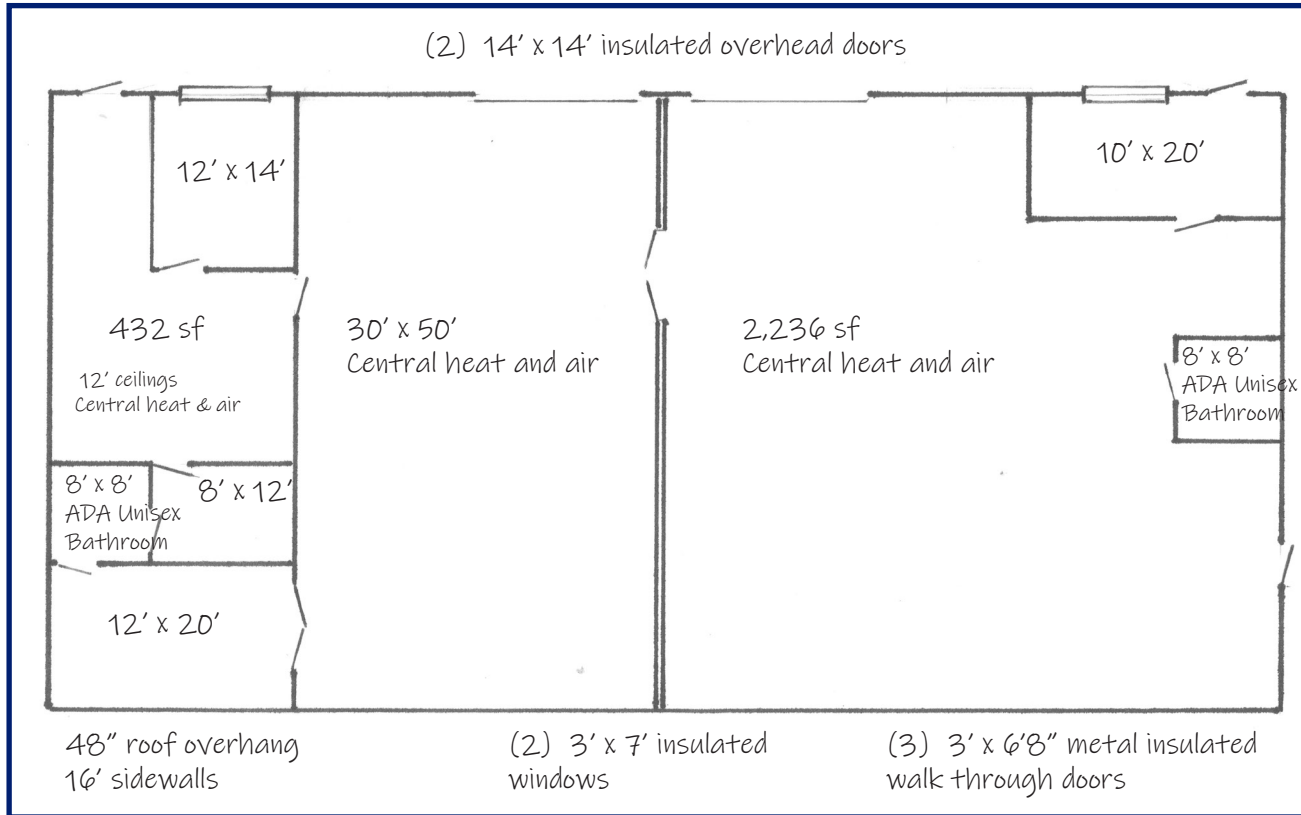 (2) 14' x 14' insulated overhead doors
12' x 14'
10' x 20'
432 sf
12' ceilings
Central heat & air
30' x 50'
Central heat and air
2,236 sf
Central heat and air
8' x 8'
ADA Unisex
Bathroom
8' x 8'
ADA Unisex
Bathroom
8' x 12'
12' x 20'
48" roof overhang
16' sidewalls
(2) 3' x 7' insulated
windows
(3) 3' x 6'8" metal insulated
walk through doors